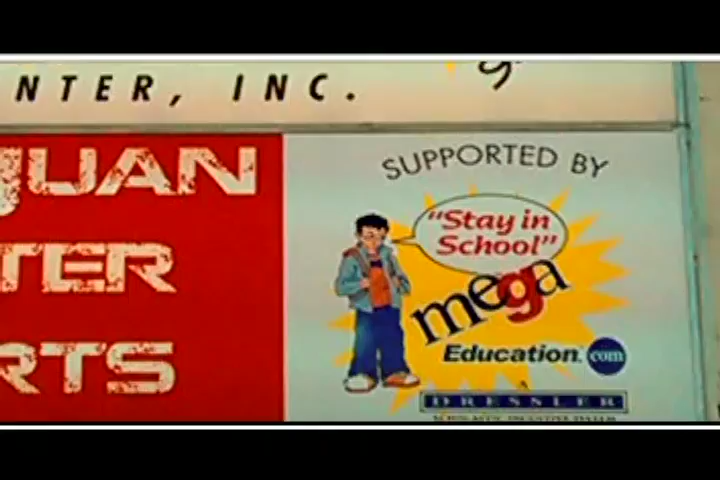 NTER, INC.
JUAN
TER
RTS
SUPPORTED BY
"Stay in
School"
mega
Education.com
DRESSLER